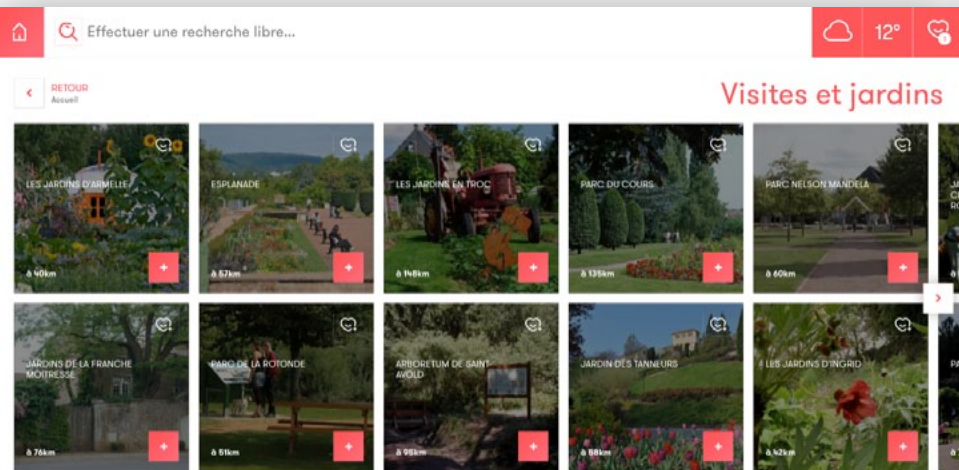 Effectuer une recherche libre...
12°
1
RETOUR
Accueil
Visites et jardins
LES JARDINS D'ARMELLE
à 40km
+
ESPLANADE
à 57km
+
LES JARDINS EN TROC
à 148km
+
PARC DU COURS
à 135km
+
PARC NELSON MANDELA
à 60km
+
JARDINS DE LA FRANCHE
MOITRESSE
à 76km
+
PARC DE LA ROTONDE
à 51km
+
ARBORETUM DE SAINT
AVOLD
à 95km
+
JARDIN DES TANNEURS
à 58km
+
LES JARDINS D'INGRID
à 42km
+